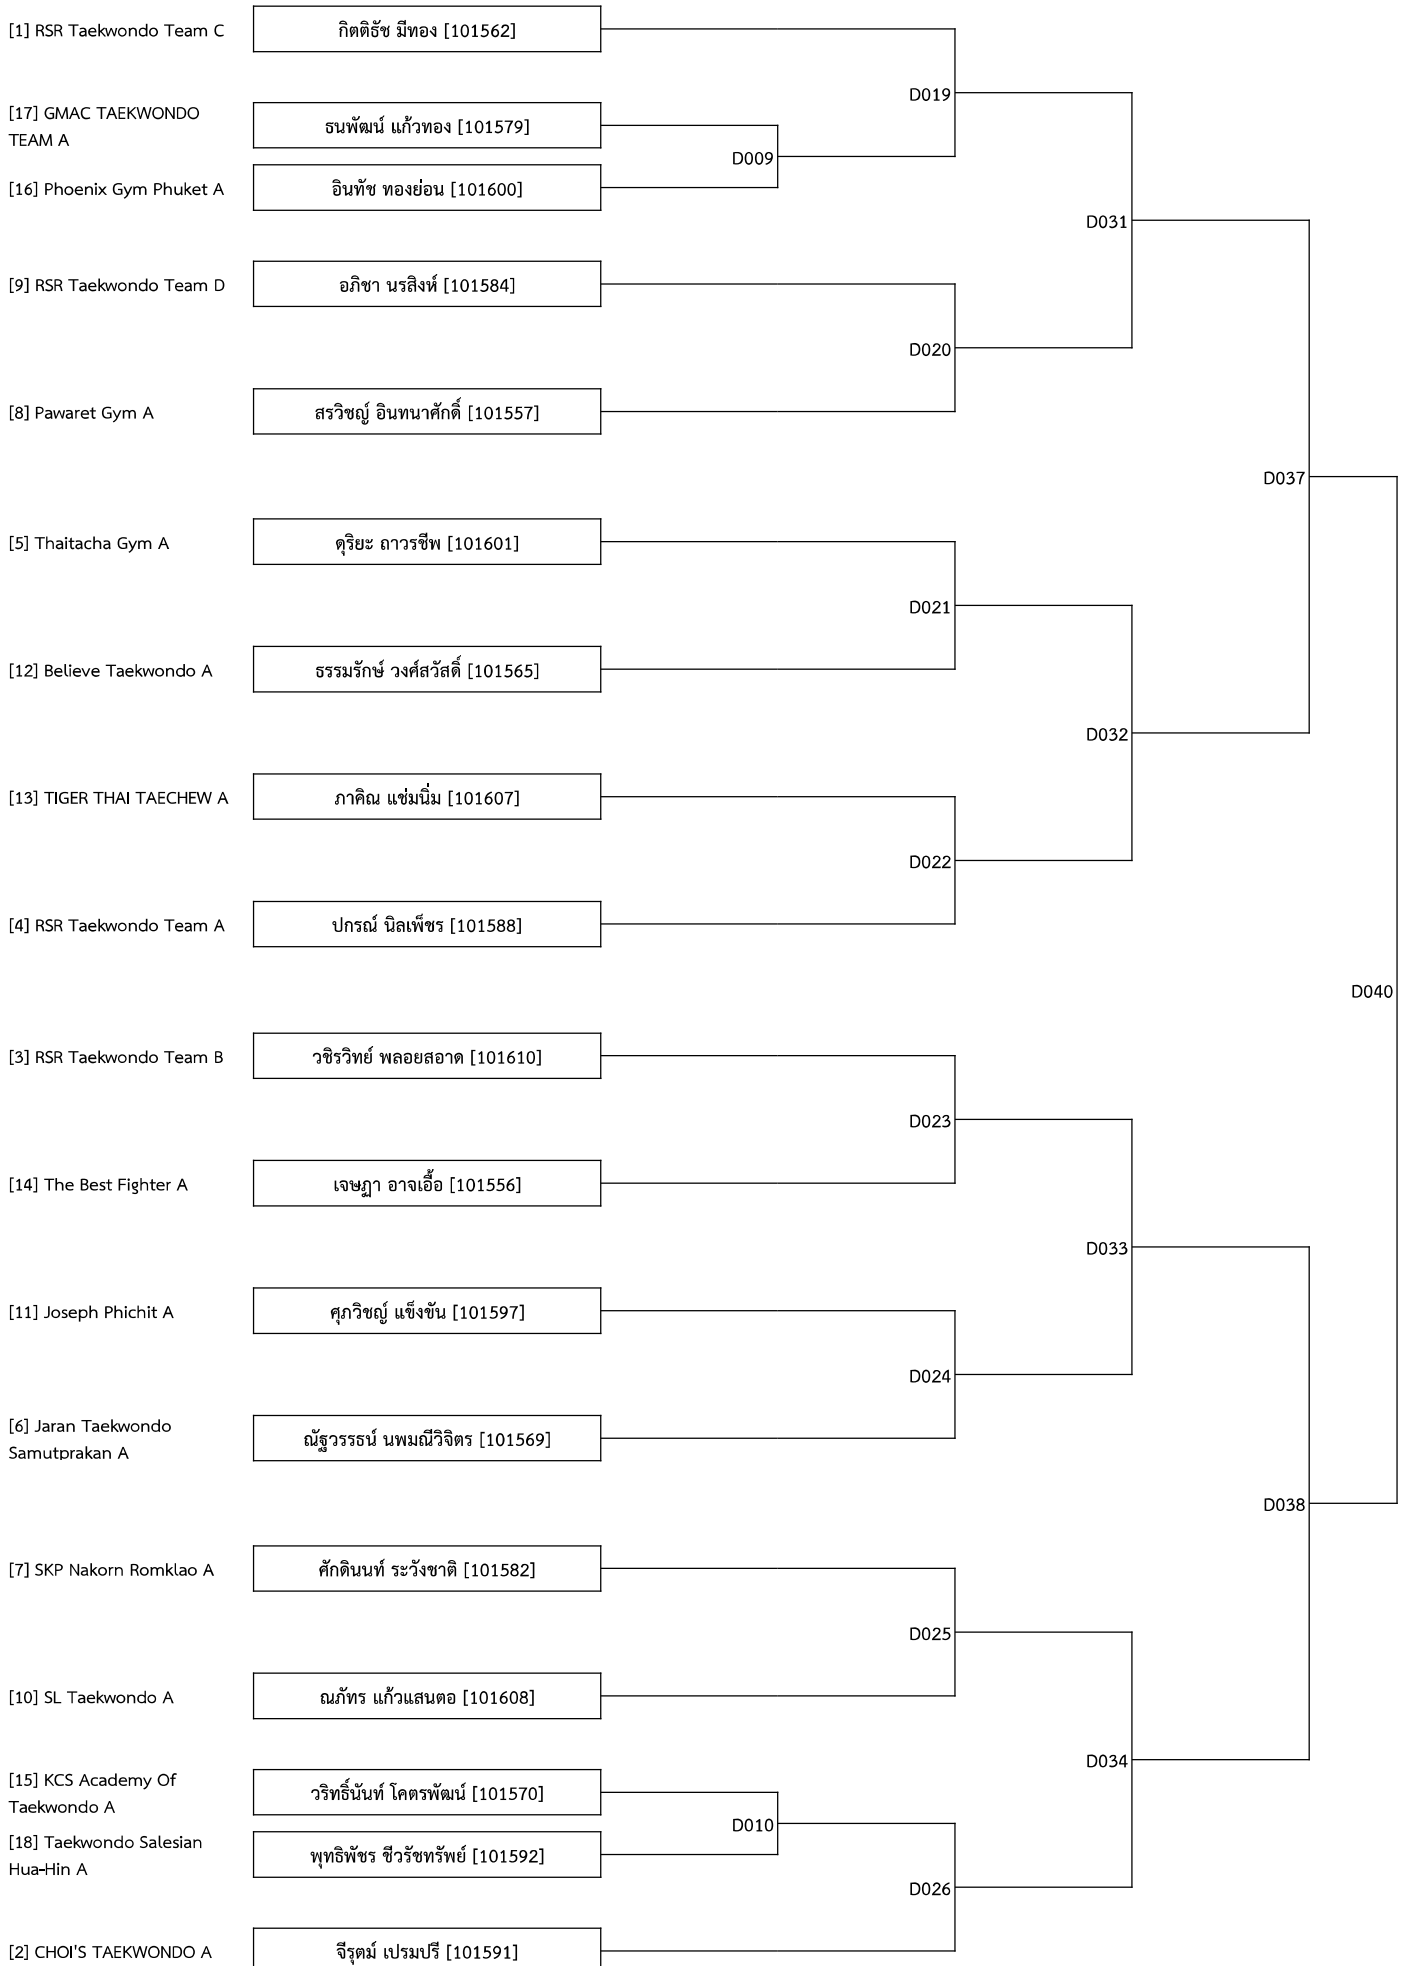 [1] RSR Taekwondo Team C
กิตติธัช มีทอง [101562]
D019
[17] GMAC TAEKWONDO
TEAM A
ธนพัฒน์ แก้วทอง [101579]
D009
[16] Phoenix Gym Phuket A
อินทัช ทองย่อน [101600]
D031
[9] RSR Taekwondo Team D
อภิชา นรสิงห์ [101584]
D020
[8] Pawaret Gym A
สรวิชญ์ อินทนาศักดิ์ [101557]
D037
[5] Thaitacha Gym A
ดุริยะ ถาวรชีพ [101601]
D021
[12] Believe Taekwondo A
ธรรมรักษ์ วงศ์สวัสดิ์ [101565]
D032
[13] TIGER THAI TAECHEW A
ภาคิณ แช่มนิ่ม [101607]
D022
[4] RSR Taekwondo Team A
ปกรณ์ นิลเพ็ชร [101588]
D040
[3] RSR Taekwondo Team B
วชิรวิทย์ พลอยสอาด [101610]
D023
[14] The Best Fighter A
เจษฎา อาจเอื้อ [101556]
D033
[11] Joseph Phichit A
ศุภวิชญ์ แข็งขัน [101597]
D024
[6] Jaran Taekwondo
Samutprakan A
ณัฐวรรธน์ นพมณีวิจิตร [101569]
D038
[7] SKP Nakorn Romklao A
ศักดินนท์ ระวังชาติ [101582]
D025
[10] SL Taekwondo A
ณภัทร แก้วแสนตอ [101608]
D034
[15] KCS Academy Of
Taekwondo A
วริทธิ์นันท์ โคตรพัฒน์ [101570]
D010
[18] Taekwondo Salesian
Hua-Hin A
พุทธิพัชร ชีวรัชทรัพย์ [101592]
D026
[2] CHOI'S TAEKWONDO A
จีรุตม์ เปรมปรี [101591]